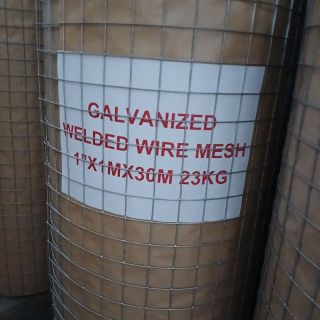 GALVANIZED
WELDED WIRE MESH
1"X1MX30M 23KG